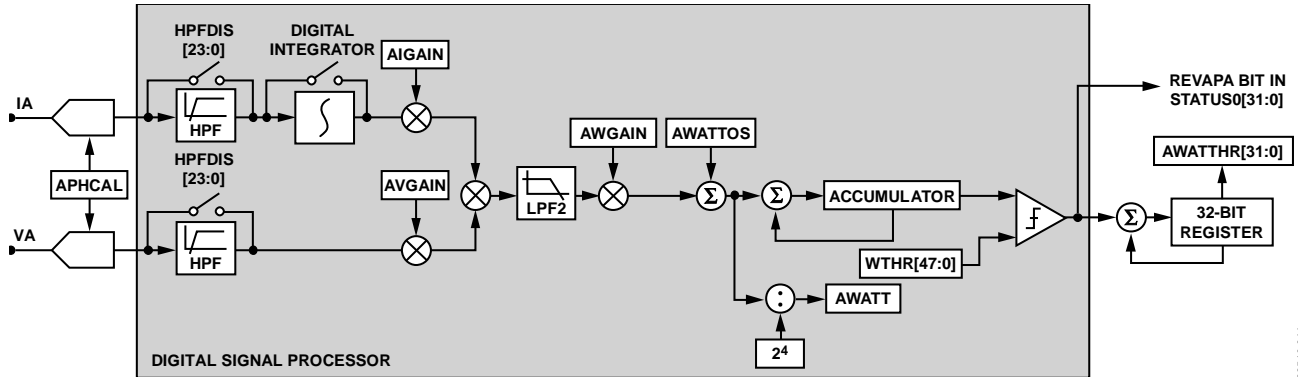 HPFDIS
[23:0]
DIGITAL
INTEGRATOR
AIGAIN
IA
HPF
REVAPA BIT IN
STATUS0[31:0]
AWGAIN
AWATTOS
AWATTHR[31:0]
HPFDIS
[23:0]
APHCAL
AVGAIN
LPF2
Σ
Σ
ACCUMULATOR
Σ
32-BIT
REGISTER
VA
HPF
WTHR[47:0]
:
AWATT
2⁴
DIGITAL SIGNAL PROCESSOR